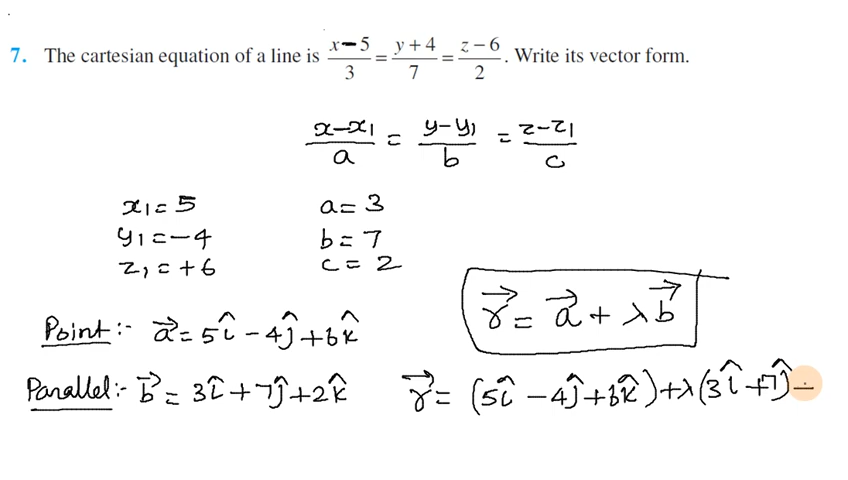 7. The cartesian equation of a line is x-5/3 = y+4/7 = z-6/2. Write its vector form.
x-x₁/a = y-y₁/b = z-z₁/c
x₁=5 a=3
y₁=-4 b=7
z₁=+6 c=2
r⃗ = a⃗ + λb⃗
Point:- a⃗ = 5î - 4ĵ + 6k̂
Parallel:- b⃗ = 3î + 7ĵ + 2k̂ r⃗ = (5î - 4ĵ + 6k̂) + λ(3î + 7ĵ -